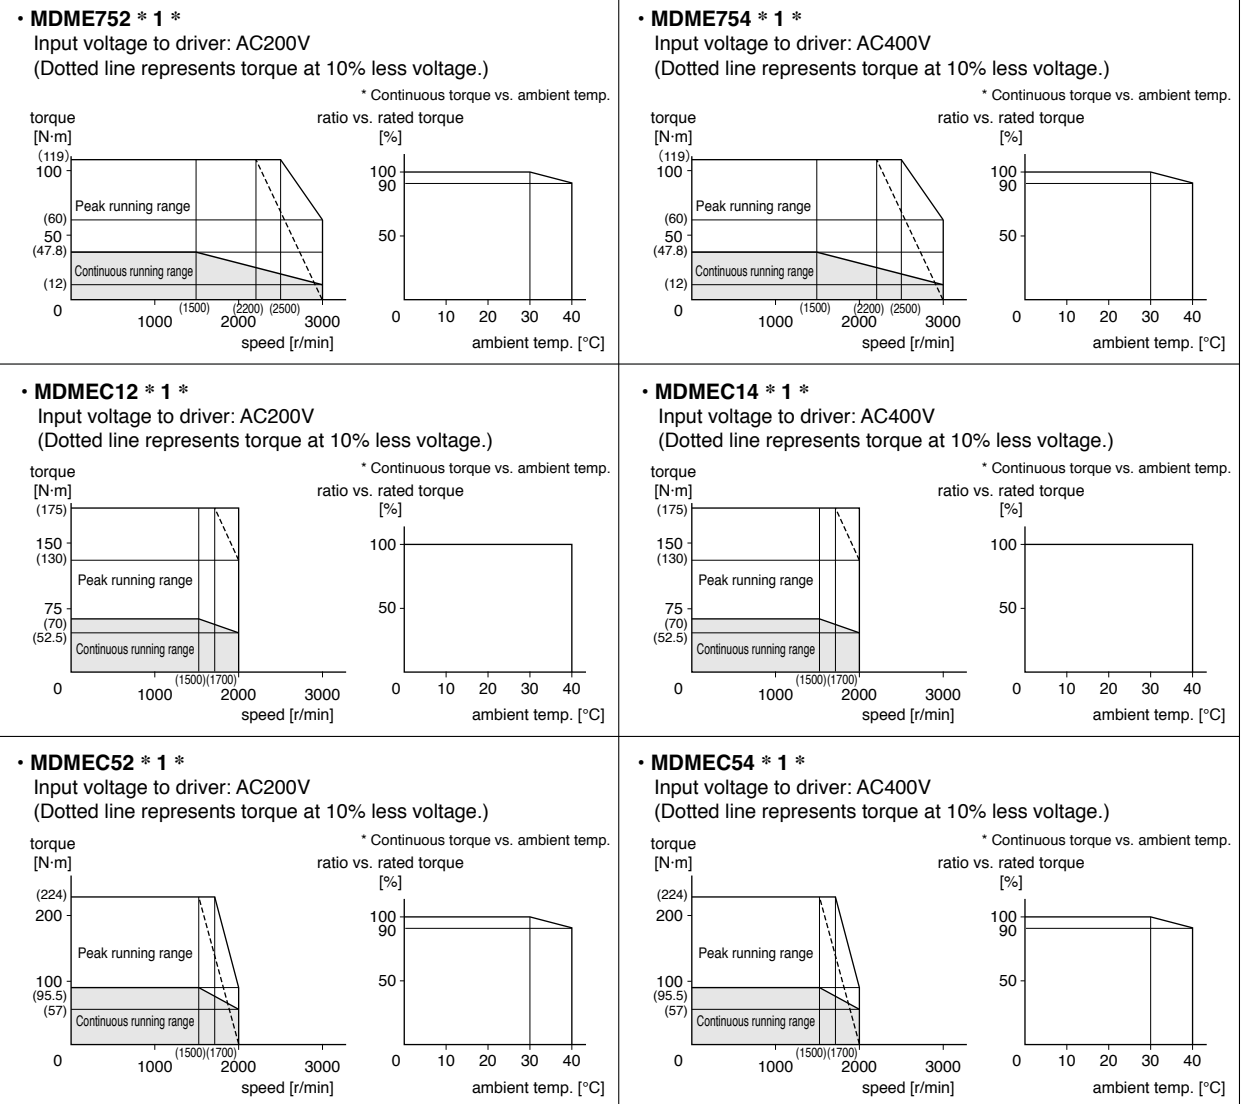 ・MDME752 * 1 *
Input voltage to driver: AC200V
(Dotted line represents torque at 10% less voltage.)
* Continuous torque vs. ambient temp.
torque
[N·m]
ratio vs. rated torque
[%]
(119)
100
Peak running range
(60)
50
(47.8)
Continuous running range
(12)
0
(1500)
(2200)
(2500)
1000
2000
3000
speed [r/min]
100
90
50
0
10
20
30
40
ambient temp. [°C]
・MDME754 * 1 *
Input voltage to driver: AC400V
(Dotted line represents torque at 10% less voltage.)
* Continuous torque vs. ambient temp.
torque
[N·m]
ratio vs. rated torque
[%]
(119)
100
Peak running range
(60)
50
(47.8)
Continuous running range
(12)
0
(1500)
(2200)
(2500)
1000
2000
3000
speed [r/min]
100
90
50
0
10
20
30
40
ambient temp. [°C]
・MDMEC12 * 1 *
Input voltage to driver: AC200V
(Dotted line represents torque at 10% less voltage.)
* Continuous torque vs. ambient temp.
torque
[N·m]
ratio vs. rated torque
[%]
(175)
150
(130)
Peak running range
75
(70)
(52.5)
Continuous running range
0
(1500)(1700)
1000
2000
3000
speed [r/min]
100
50
0
10
20
30
40
ambient temp. [°C]
・MDMEC14 * 1 *
Input voltage to driver: AC400V
(Dotted line represents torque at 10% less voltage.)
* Continuous torque vs. ambient temp.
torque
[N·m]
ratio vs. rated torque
[%]
(175)
150
(130)
Peak running range
75
(70)
(52.5)
Continuous running range
0
(1500)(1700)
1000
2000
3000
speed [r/min]
100
50
0
10
20
30
40
ambient temp. [°C]
・MDMEC52 * 1 *
Input voltage to driver: AC200V
(Dotted line represents torque at 10% less voltage.)
* Continuous torque vs. ambient temp.
torque
[N·m]
ratio vs. rated torque
[%]
(224)
200
Peak running range
100
(95.5)
(57)
Continuous running range
0
(1500)(1700)
1000
2000
3000
speed [r/min]
100
90
50
0
10
20
30
40
ambient temp. [°C]
・MDMEC54 * 1 *
Input voltage to driver: AC400V
(Dotted line represents torque at 10% less voltage.)
* Continuous torque vs. ambient temp.
torque
[N·m]
ratio vs. rated torque
[%]
(224)
200
Peak running range
100
(95.5)
(57)
Continuous running range
0
(1500)(1700)
1000
2000
3000
speed [r/min]
100
90
50
0
10
20
30
40
ambient temp. [°C]